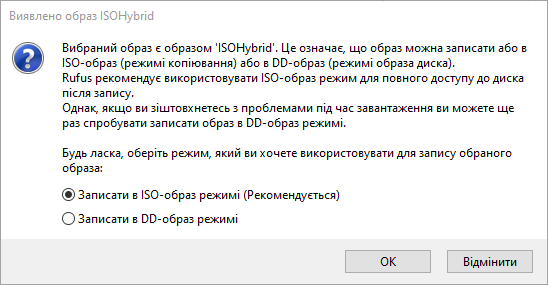 Виявлено образ ISOHybrid
Вибраний образ є образом 'ISOHybrid'. Це означає, що образ можна записати або в
ISO-образ (режимі копіювання) або в DD-образ (режимі образа диска).
Rufus рекомендує використовувати ISO-образ режим для повного доступу до диска
після запису.
Однак, якщо ви зіштовхнетесь з проблемами під час завантаження ви можете ще
раз спробувати записати образ в DD-образ режимі.
Будь ласка, оберіть режим, який ви хочете використовувати для запису обраного
образа:
Записати в ISO-образ режимі (Рекомендується)
Записати в DD-образ режимі
ОК
Відмінити